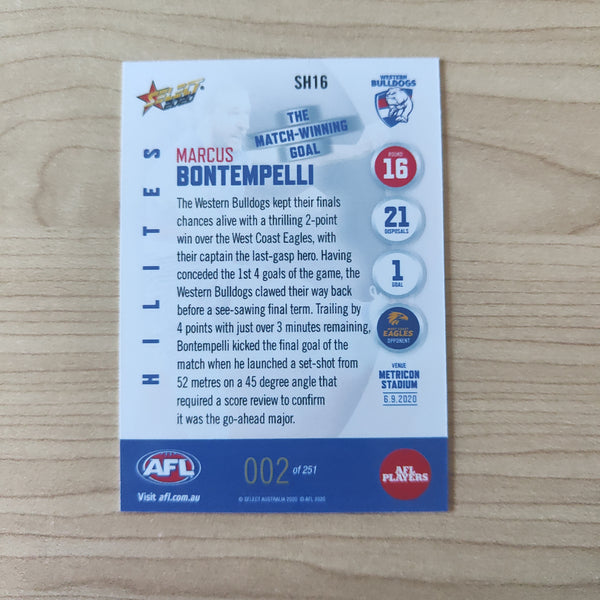 SELECT
2020
SH16
WESTERN
BULLDOGS
THE
MATCH-WINNING
GOAL
HILITES
MARCUS
BONTEMPELLI
The Western Bulldogs kept their finals
chances alive with a thrilling 2-point
win over the West Coast Eagles, with
their captain the last-gasp hero. Having
conceded the 1st 4 goals of the game, the
Western Bulldogs clawed their way back
before a see-sawing final term. Trailing by
4 points with just over 3 minutes remaining,
Bontempelli kicked the final goal of the
match when he launched a set-shot from
52 metres on a 45 degree angle that
required a score review to confirm
it was the go-ahead major.
ROUND
16
21
DISPOSALS
1
GOAL
WEST COAST
EAGLES
OPPONENT
VENUE
METRICON
STADIUM
6.9.2020
AFL
Visit afl.com.au
002 of 251
© SELECT AUSTRALIA 2020 © AFL 2020
AFL
PLAYERS